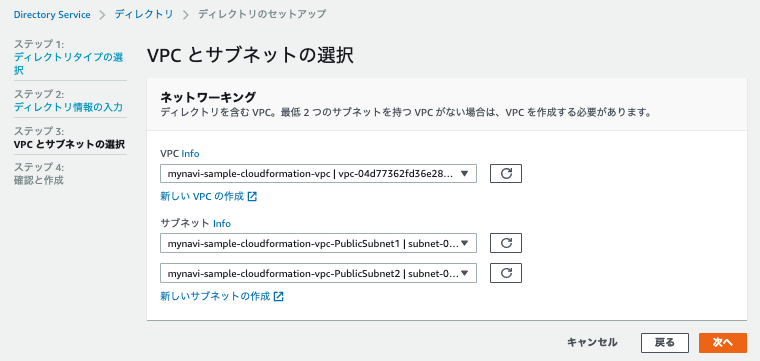 Directory Service > ディレクトリ > ディレクトリのセットアップ
ステップ 1:
ディレクトリタイプの選
択
ステップ 2:
ディレクトリ情報の入力
ステップ 3:
VPC とサブネットの選択
ステップ 4:
確認と作成
VPC とサブネットの選択
ネットワーキング
ディレクトリを含む VPC。最低 2 つのサブネットを持つ VPC がない場合は、VPC を作成する必要があります。
VPC Info
mynavi-sample-cloudformation-vpc | vpc-04d77362fd36e28...
新しい VPC の作成
サブネット Info
mynavi-sample-cloudformation-vpc-PublicSubnet1 | subnet-0...
mynavi-sample-cloudformation-vpc-PublicSubnet2 | subnet-0...
新しいサブネットの作成
キャンセル 戻る 次へ